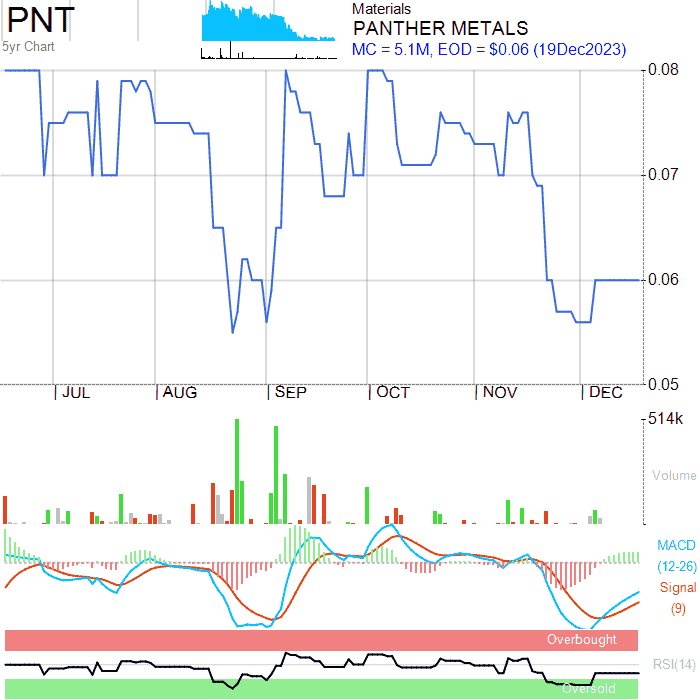 PNT
5yr Chart
Materials
PANTHER METALS
MC = 5.1M, EOD = $0.06 (19Dec2023)
0.08
0.07
0.06
0.05
JUL AUG SEP OCT NOV DEC
514k
Volume
MACD
(12-26)
Signal
(9)
Overbought
RSI(14)
Oversold